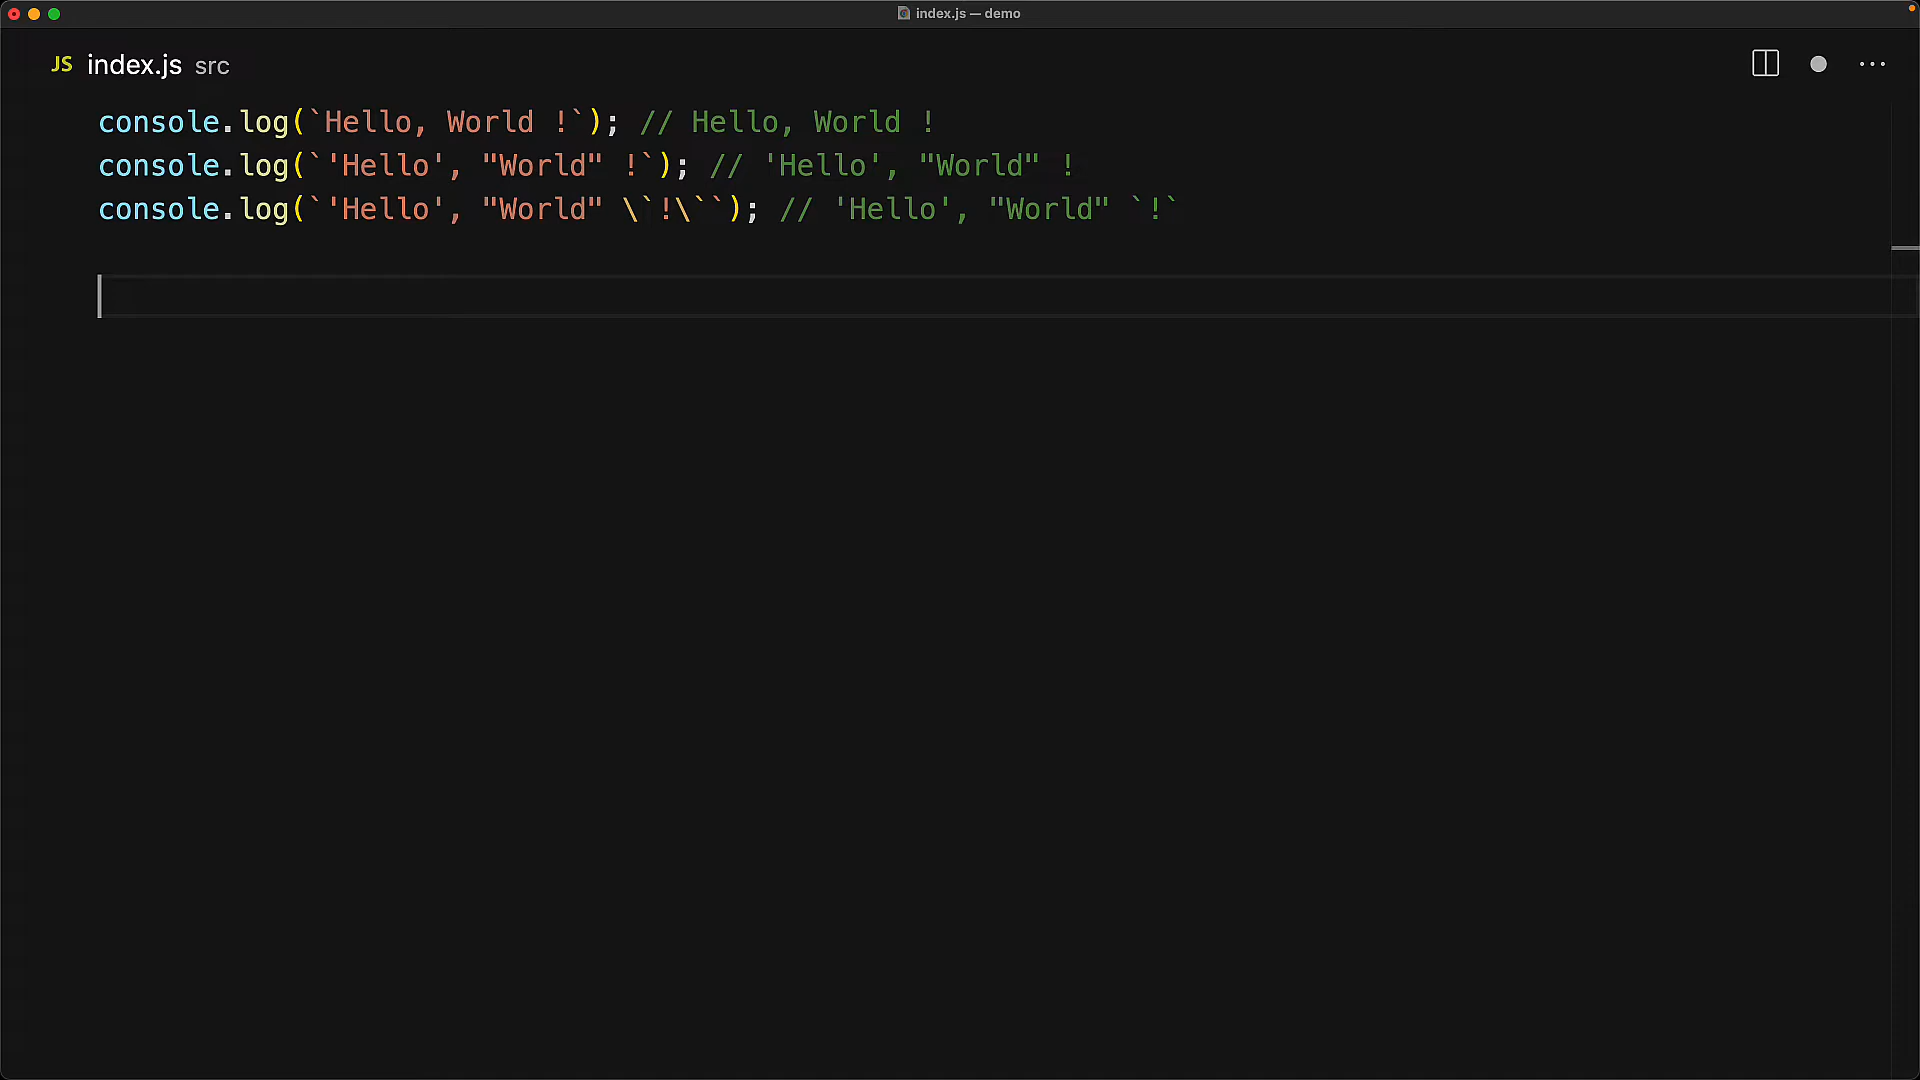 index.js — demo
JS index.js src
console.log(`Hello, World !`); // Hello, World !
console.log(`'Hello', "World" !`); // 'Hello', "World" !
console.log(`'Hello', "World" \`!\``); // 'Hello', "World" `!`